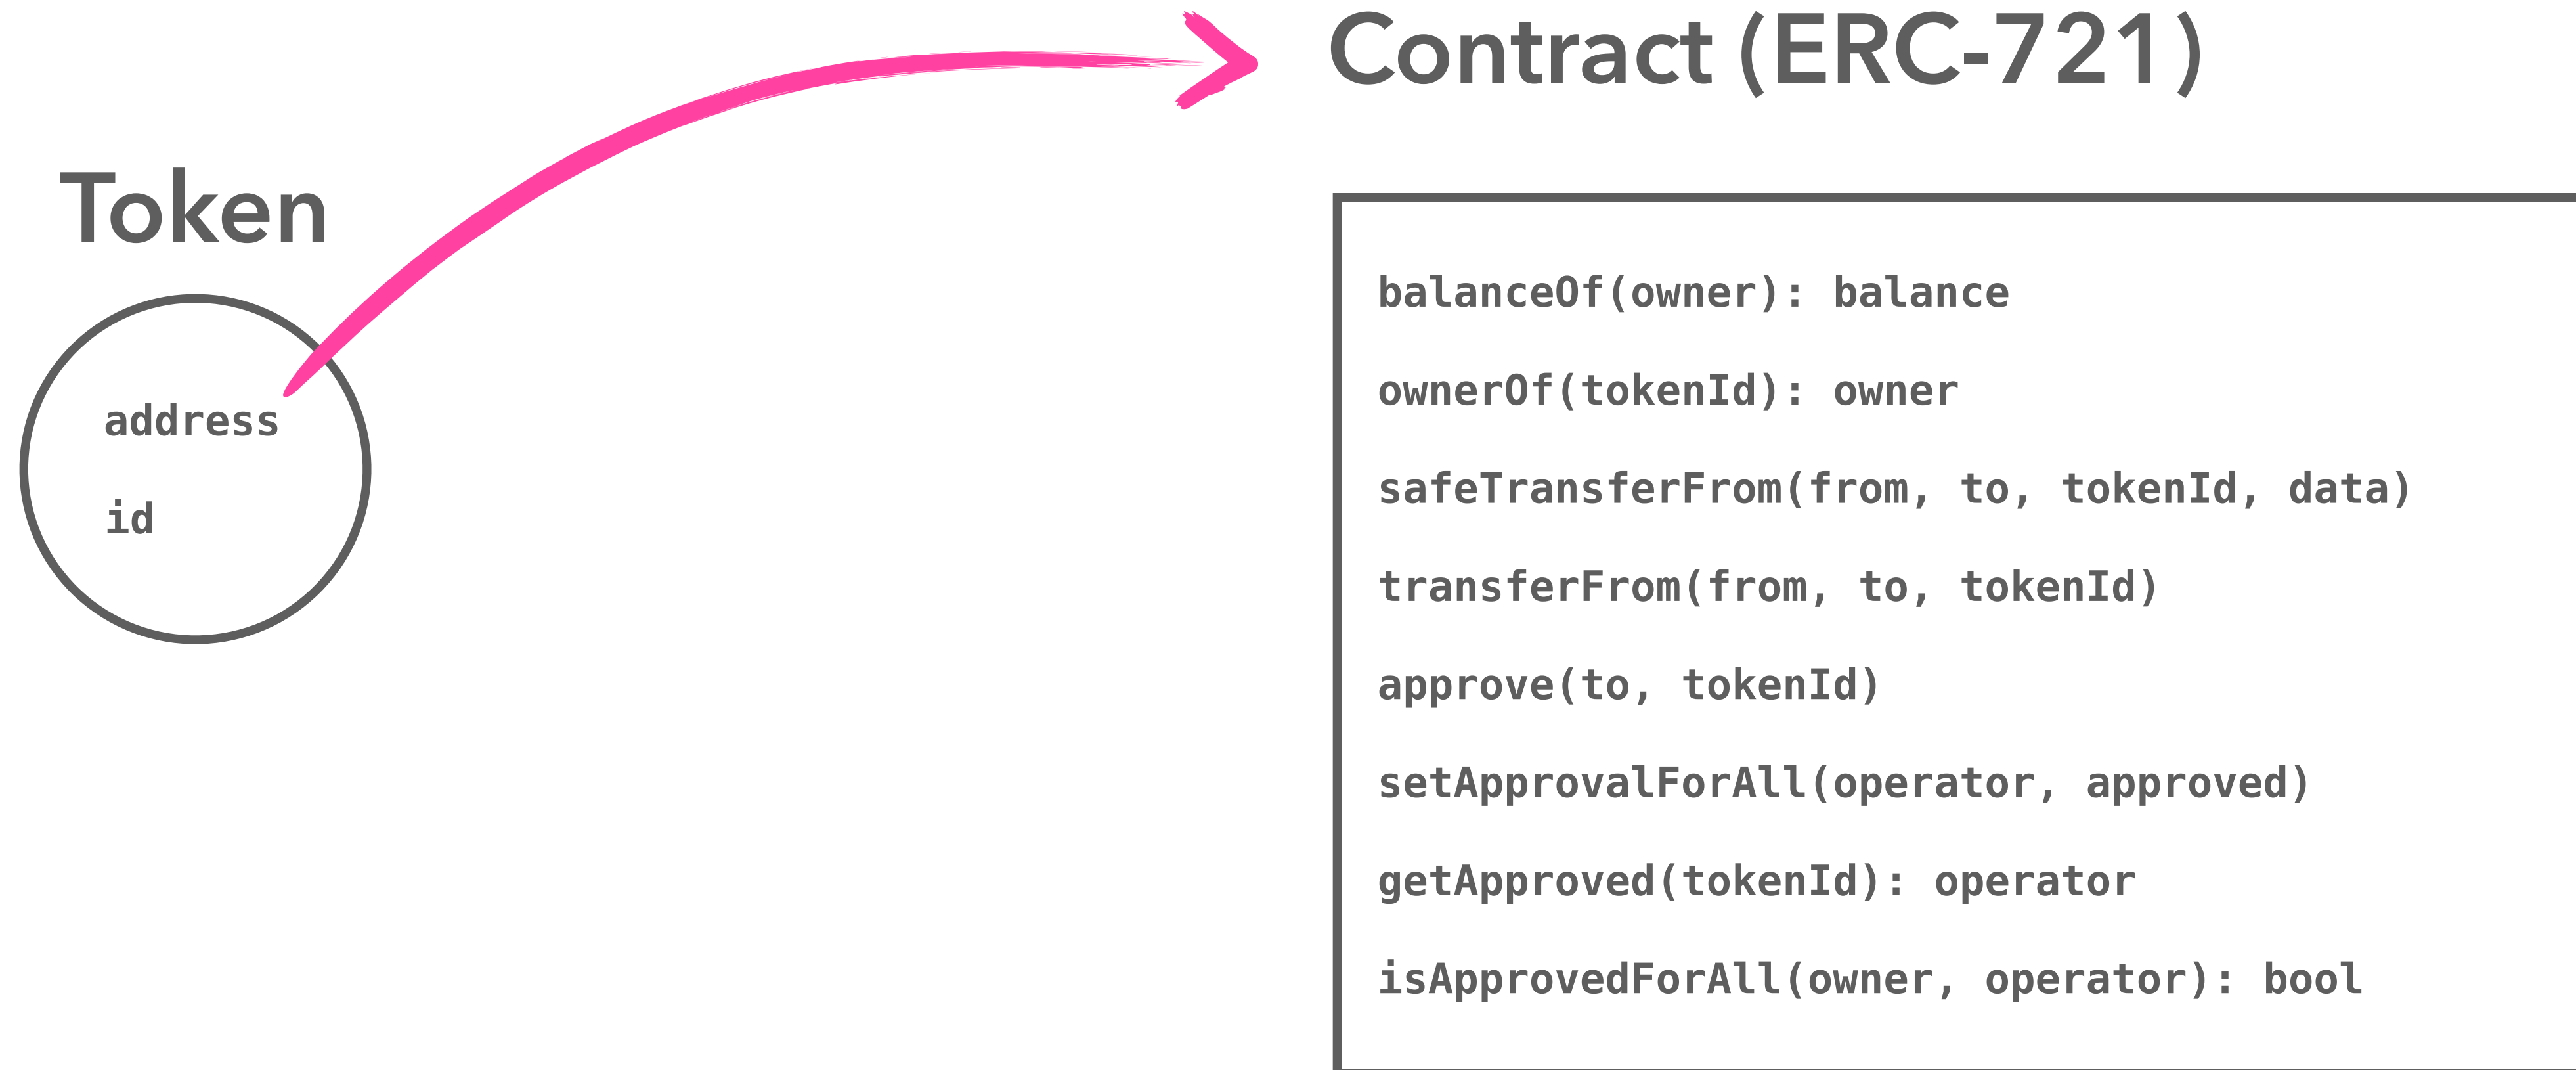 Token
address
id
Contract (ERC-721)
balanceOf(owner): balance
ownerOf(tokenId): owner
safeTransferFrom(from, to, tokenId, data)
transferFrom(from, to, tokenId)
approve(to, tokenId)
setApprovalForAll(operator, approved)
getApproved(tokenId): operator
isApprovedForAll(owner, operator): bool